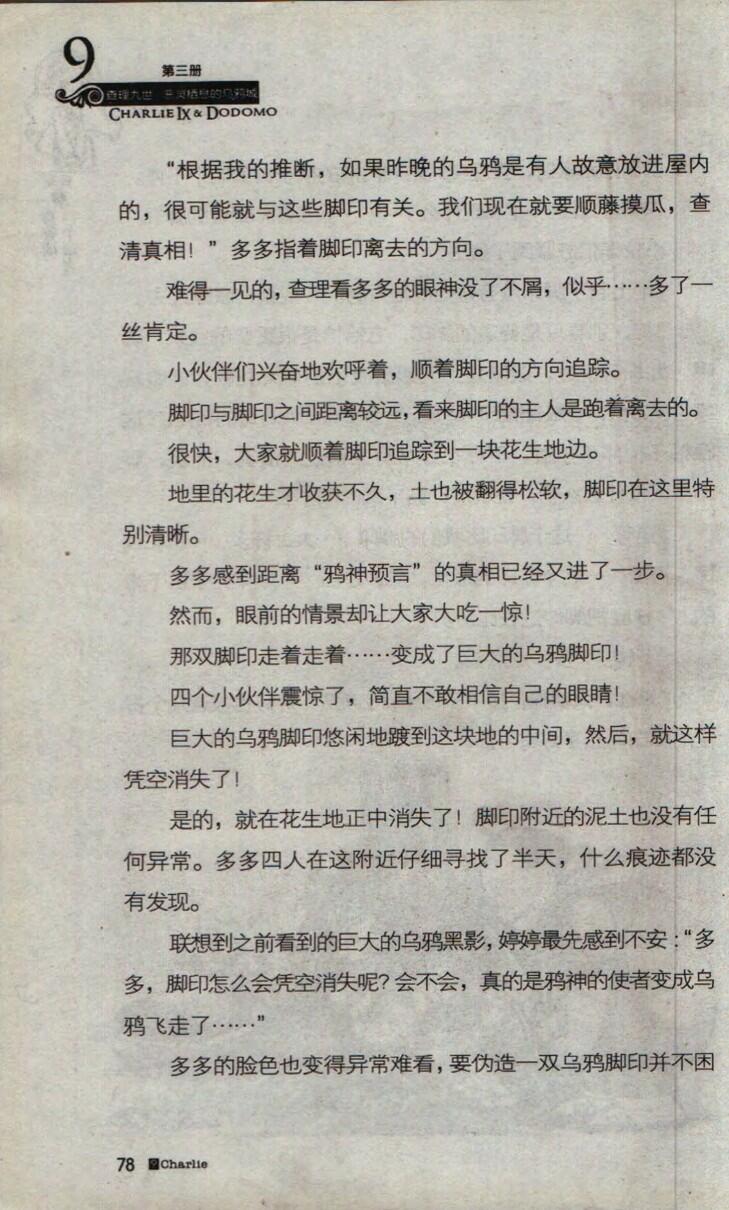 9
第三册
查理九世 亡灵栖息的乌鸦城
CHARLIE IX & DODOMO
“根据我的推断，如果昨晚的乌鸦是有人故意放进屋内
的，很可能就与这些脚印有关。我们现在就要顺藤摸瓜，查
清真相！”多多指着脚印离去的方向。
难得一见的，查理看多多的眼神没了不屑，似乎……多了一
丝肯定。
小伙伴们兴奋地欢呼着，顺着脚印的方向追踪。
脚印与脚印之间距离较远，看来脚印的主人是跑着离去的。
很快，大家就顺着脚印追踪到一块花生地边。
地里的花生才收获不久，土也被翻得松软，脚印在这里特
别清晰。
多多感到距离“鸦神预言”的真相已经又进了一步。
然而，眼前的情景却让大家大吃一惊！
那双脚印走着走着……变成了巨大的乌鸦脚印！
四个小伙伴震惊了，简直不敢相信自己的眼睛！
巨大的乌鸦脚印悠闲地踱到这块地的中间，然后，就这样
凭空消失了！
是的，就在花生地正中消失了！脚印附近的泥土也没有任
何异常。多多四人在这附近仔细寻找了半天，什么痕迹都没
有发现。
联想到之前看到的巨大的乌鸦黑影，婷婷最先感到不安：“多
多，脚印怎么会凭空消失呢？会不会，真的是鸦神的使者变成乌
鸦飞走了……”
多多的脸色也变得异常难看，要伪造一双乌鸦脚印并不困
78 Charlie